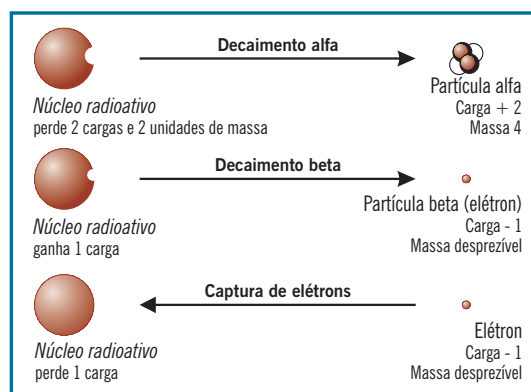 Decaimento alfa
Núcleo radioativo
perde 2 cargas e 2 unidades de massa
Partícula alfa
Carga + 2
Massa 4
Decaimento beta
Núcleo radioativo
ganha 1 carga
Partícula beta (elétron)
Carga - 1
Massa desprezível
Captura de elétrons
Núcleo radioativo
perde 1 carga
Elétron
Carga - 1
Massa desprezível